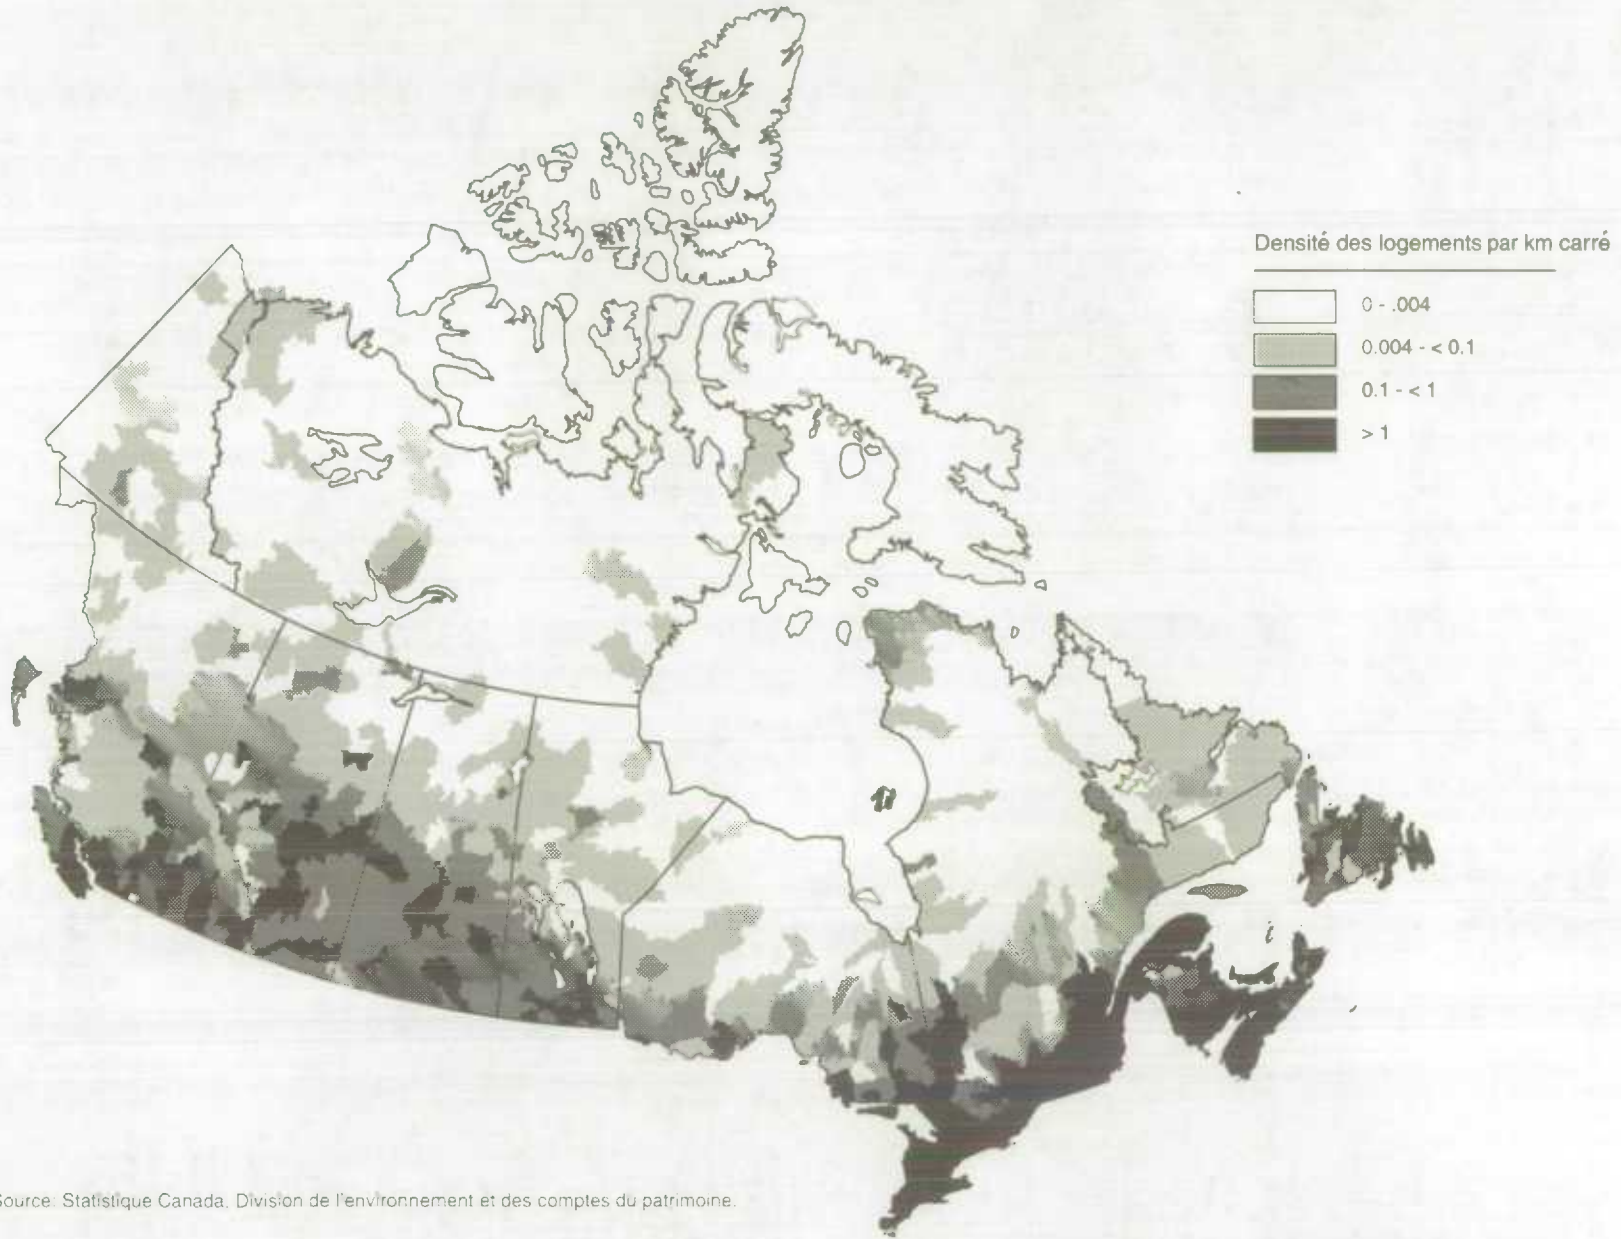 Densité des logements par km carré
0 - .004
0.004 - < 0.1
0.1 - < 1
> 1
Source: Statistique Canada, Division de l'environnement et des comptes du patrimoine.